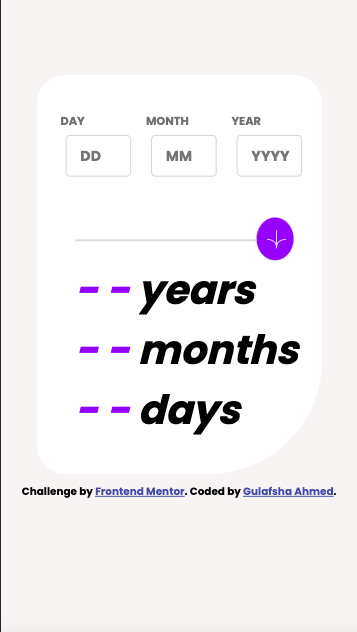 DAY MONTH YEAR
DD MM YYYY
-- years
-- months
-- days
Challenge by Frontend Mentor. Coded by Gulafsha Ahmed.